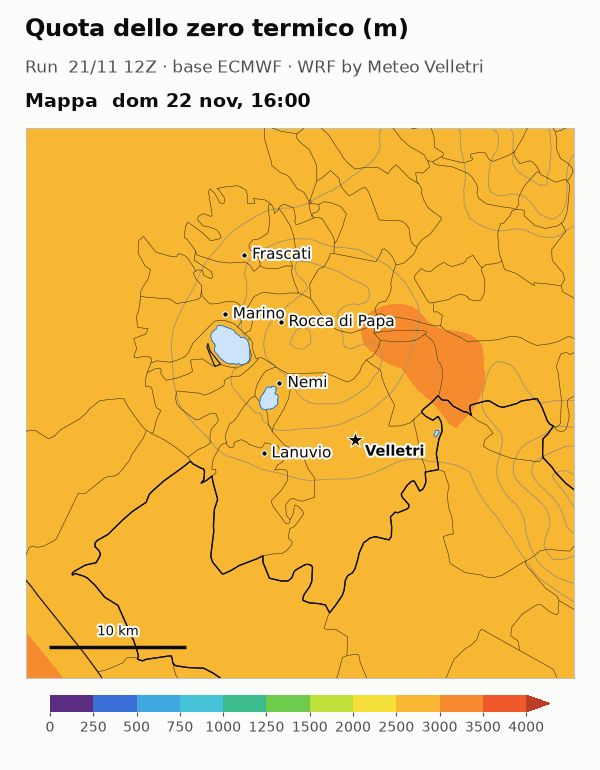 Quota dello zero termico (m)
Run  21/11 12Z · base ECMWF · WRF by Meteo Velletri
Mappa  dom 22 nov, 16:00
Frascati
Marino
Rocca di Papa
Nemi
Velletri
Lanuvio
10 km
0 250 500 750 1000 1250 1500 2000 2500 3000 3500 4000